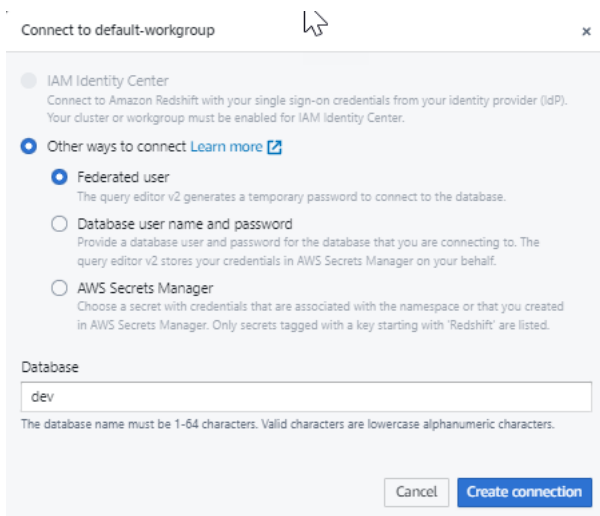 Connect to default-workgroup
×
IAM Identity Center
Connect to Amazon Redshift with your single sign-on credentials from your identity provider (IdP).
Your cluster or workgroup must be enabled for IAM Identity Center.
Other ways to connect Learn more
Federated user
The query editor v2 generates a temporary password to connect to the database.
Database user name and password
Provide a database user and password for the database that you are connecting to. The
query editor v2 stores your credentials in AWS Secrets Manager on your behalf.
AWS Secrets Manager
Choose a secret with credentials that are associated with the namespace or that you created
in AWS Secrets Manager. Only secrets tagged with a key starting with 'Redshift' are listed.
Database
dev
The database name must be 1-64 characters. Valid characters are lowercase alphanumeric characters.
Cancel Create connection